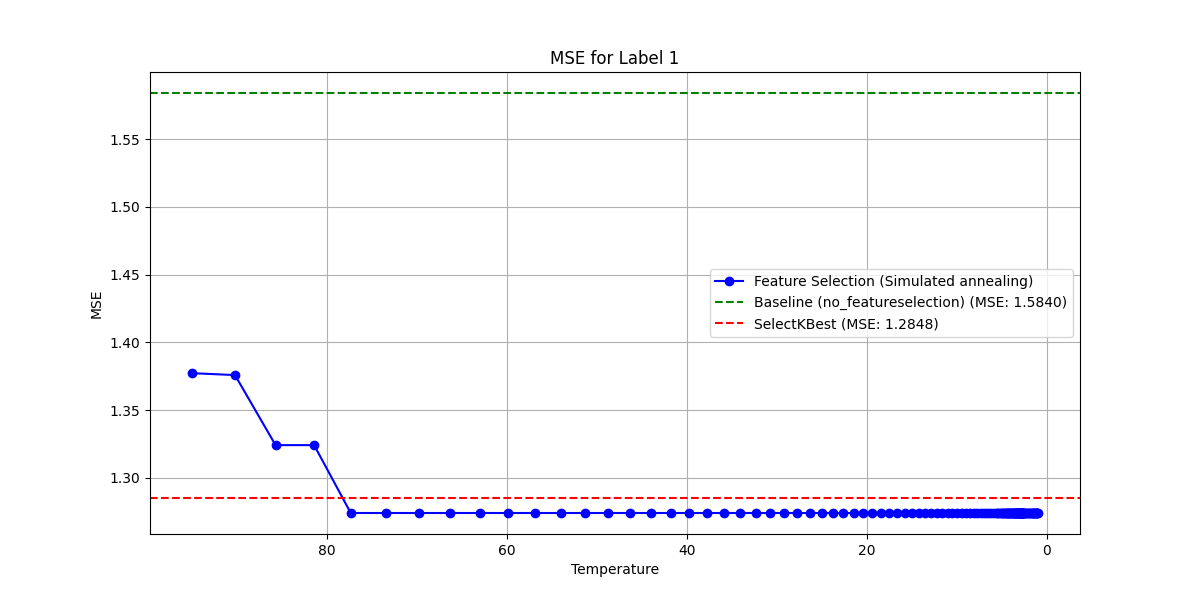 MSE for Label 1
MSE
1.55
1.50
1.45
1.40
1.35
1.30
Feature Selection (Simulated annealing)
Baseline (no_featureselection) (MSE: 1.5840)
SelectKBest (MSE: 1.2848)
80 60 40 20 0
Temperature